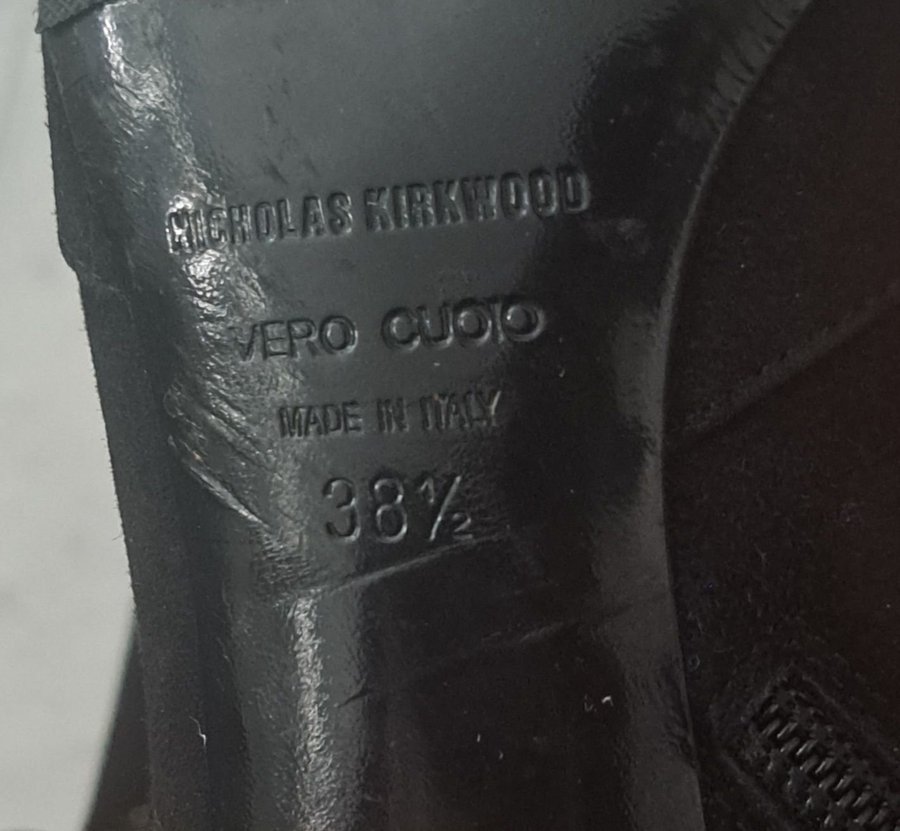 NICHOLAS KIRKWOOD
VERO CUOIO
MADE IN ITALY
38½